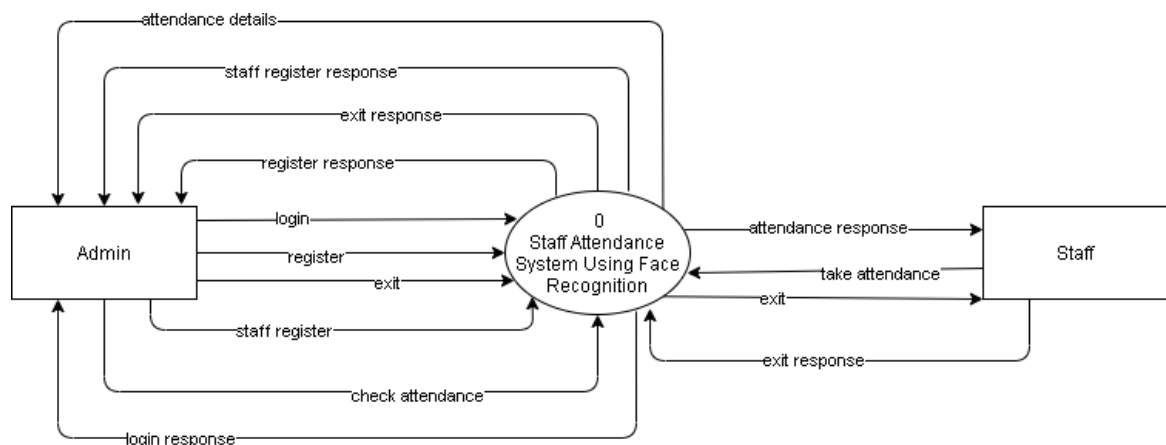 attendance details
staff register response
exit response
register response
login
register
exit
staff register
check attendance
login response
Admin
0
Staff Attendance
System Using Face
Recognition
attendance response
take attendance
exit
exit response
Staff